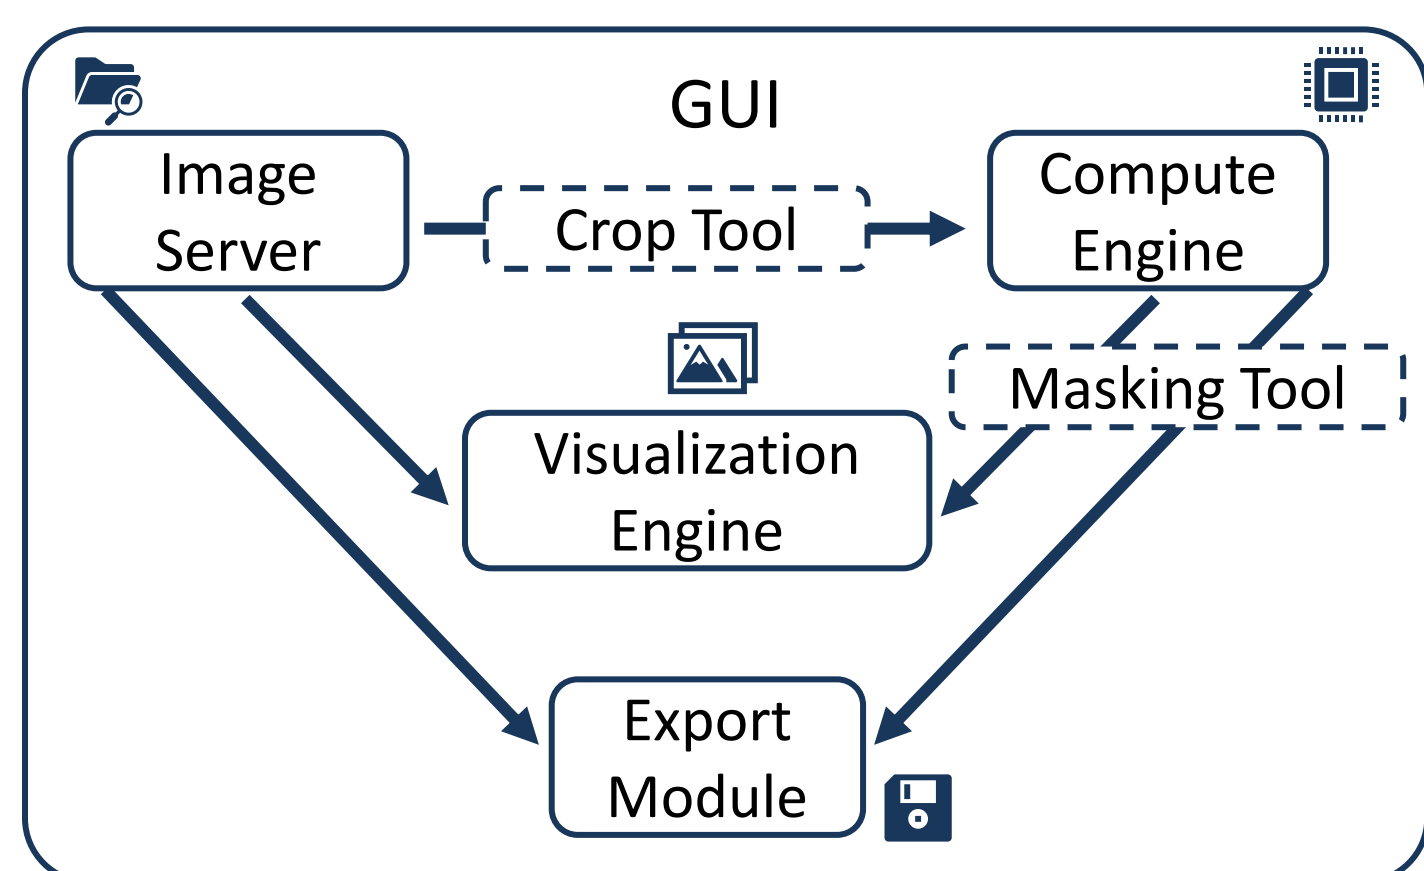 GUI
Image
Server
Crop Tool
Compute
Engine
Masking Tool
Visualization
Engine
Export
Module